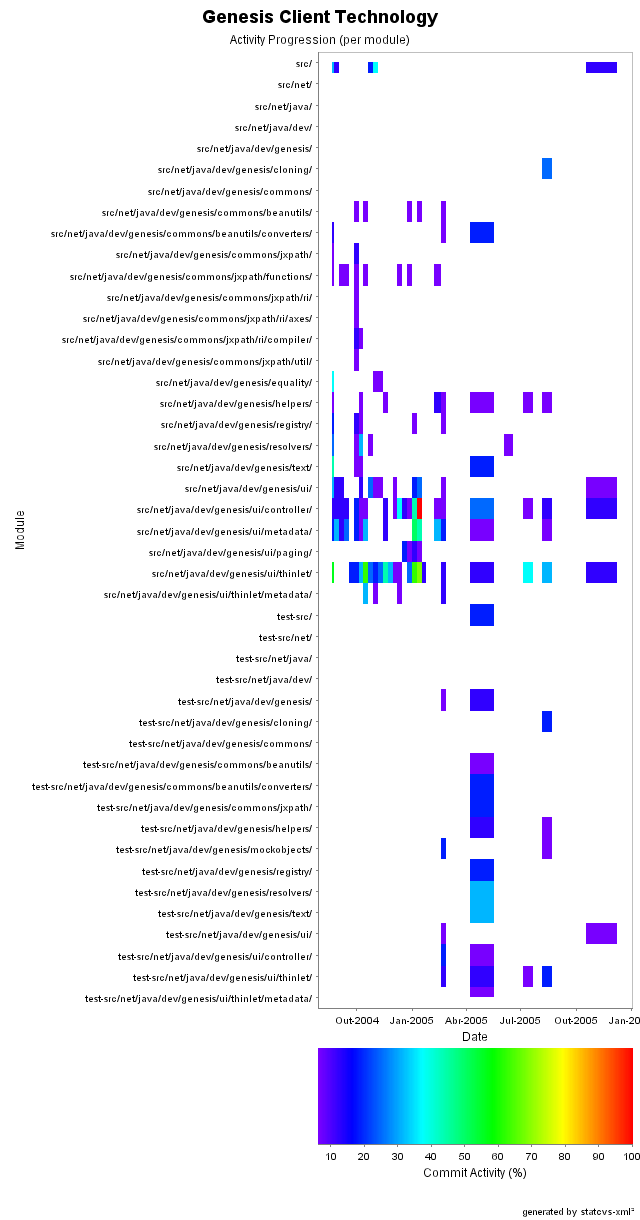 Genesis Client Technology
Activity Progression (per module)
src/
src/net/
src/net/java/
src/net/java/dev/
src/net/java/dev/genesis/
src/net/java/dev/genesis/cloning/
src/net/java/dev/genesis/commons/
src/net/java/dev/genesis/commons/beanutils/
src/net/java/dev/genesis/commons/beanutils/converters/
src/net/java/dev/genesis/commons/jxpath/
src/net/java/dev/genesis/commons/jxpath/functions/
src/net/java/dev/genesis/commons/jxpath/ri/
src/net/java/dev/genesis/commons/jxpath/ri/axes/
src/net/java/dev/genesis/commons/jxpath/ri/compiler/
src/net/java/dev/genesis/commons/jxpath/util/
src/net/java/dev/genesis/equality/
src/net/java/dev/genesis/helpers/
src/net/java/dev/genesis/registry/
src/net/java/dev/genesis/resolvers/
src/net/java/dev/genesis/text/
src/net/java/dev/genesis/ui/
src/net/java/dev/genesis/ui/controller/
src/net/java/dev/genesis/ui/metadata/
src/net/java/dev/genesis/ui/paging/
src/net/java/dev/genesis/ui/thinlet/
src/net/java/dev/genesis/ui/thinlet/metadata/
test-src/
test-src/net/
test-src/net/java/
test-src/net/java/dev/
test-src/net/java/dev/genesis/
test-src/net/java/dev/genesis/cloning/
test-src/net/java/dev/genesis/commons/
test-src/net/java/dev/genesis/commons/beanutils/
test-src/net/java/dev/genesis/commons/beanutils/converters/
test-src/net/java/dev/genesis/commons/jxpath/
test-src/net/java/dev/genesis/helpers/
test-src/net/java/dev/genesis/mockobjects/
test-src/net/java/dev/genesis/registry/
test-src/net/java/dev/genesis/resolvers/
test-src/net/java/dev/genesis/text/
test-src/net/java/dev/genesis/ui/
test-src/net/java/dev/genesis/ui/controller/
test-src/net/java/dev/genesis/ui/thinlet/
test-src/net/java/dev/genesis/ui/thinlet/metadata/
Module
Out-2004 Jan-2005 Abr-2005 Jul-2005 Out-2005 Jan-20
Date
10 20 30 40 50 60 70 80 90 100
Commit Activity (%)
generated by statcvs-xml²